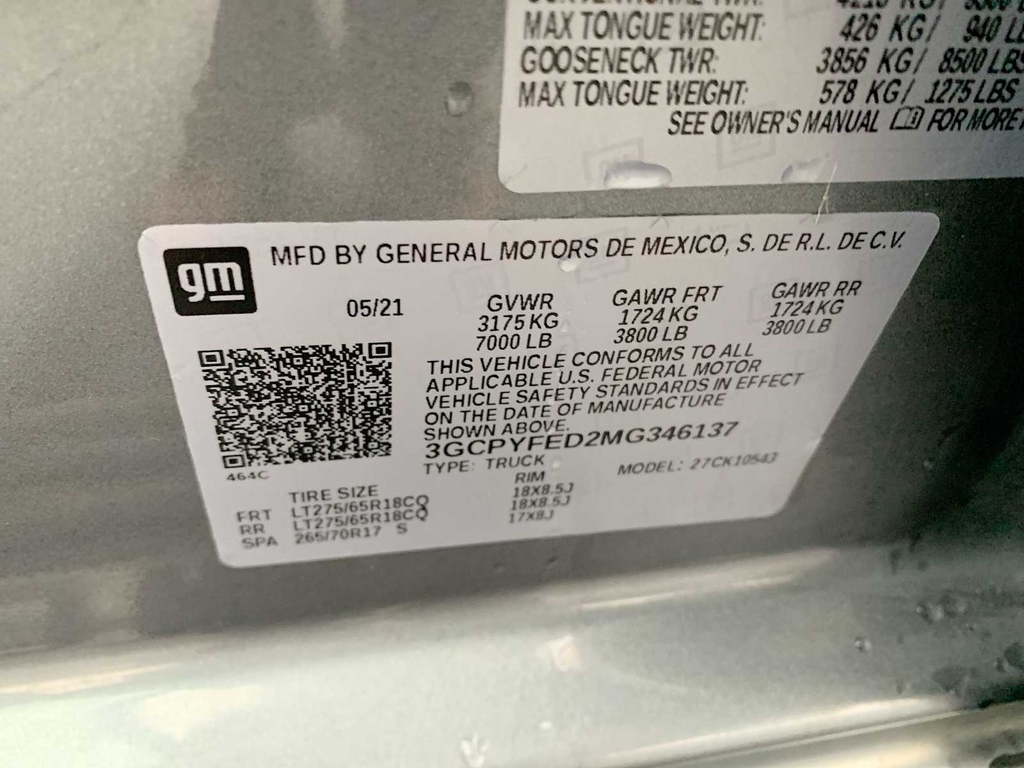 MAX TONGUE WEIGHT: 426 KG/ 940 LB
GOOSENECK TWR: 3856 KG/ 8500 LBS
MAX TONGUE WEIGHT: 578 KG/ 1275 LBS
SEE OWNER'S MANUAL FOR MORE
gm
MFD BY GENERAL MOTORS DE MEXICO, S. DE R.L. DE C.V.
05/21 GVWR GAWR FRT GAWR RR
3175 KG 1724 KG 1724 KG
7000 LB 3800 LB 3800 LB
THIS VEHICLE CONFORMS TO ALL
APPLICABLE U.S. FEDERAL MOTOR
VEHICLE SAFETY STANDARDS IN EFFECT
ON THE DATE OF MANUFACTURE
SHOWN ABOVE.
3GCPYFED2MG346137
TYPE: TRUCK MODEL: 27CK10543
464C
TIRE SIZE RIM
FRT LT275/65R18CQ 18X8.5J
RR LT275/65R18CQ 18X8.5J
SPA 265/70R17 S 17X8J